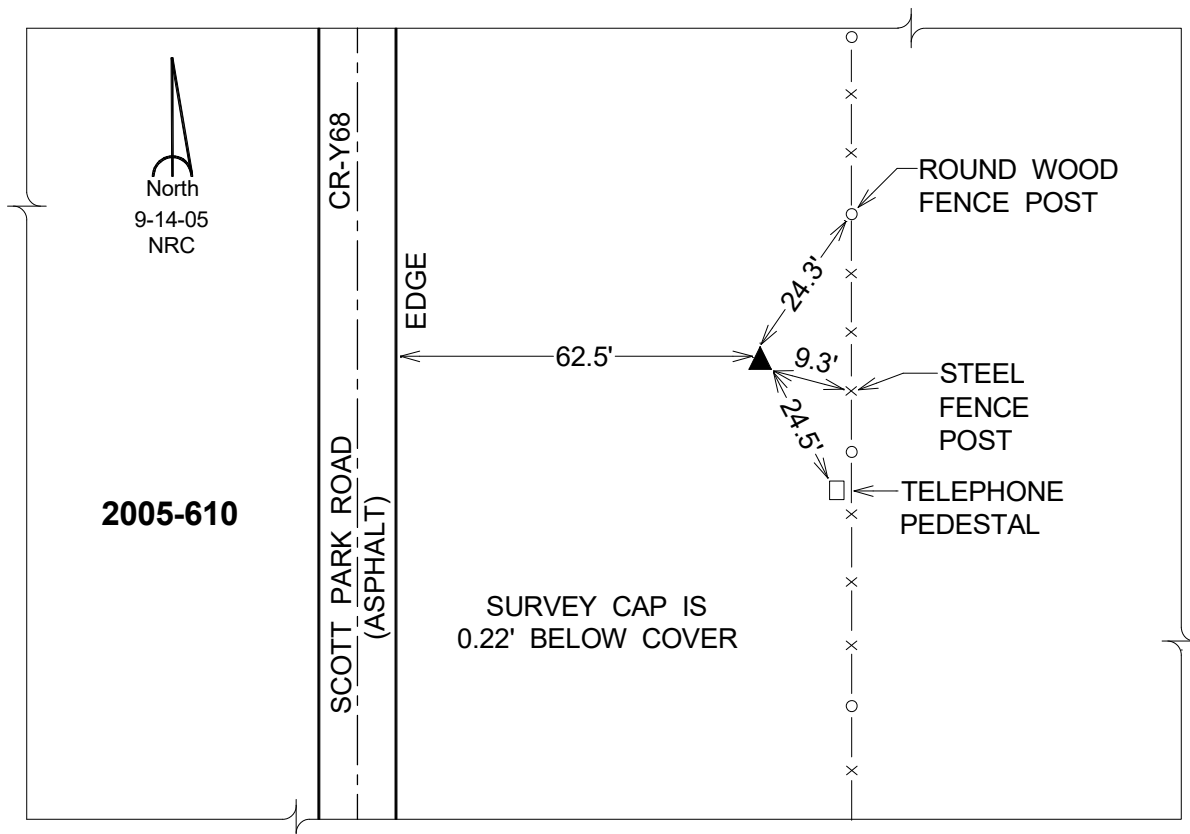 North
9-14-05
NRC
CR-Y68
ROUND WOOD
FENCE POST
24.3'
EDGE
62.5'
9.3'
STEEL
FENCE
POST
24.5'
2005-610
SCOTT PARK ROAD
(ASPHALT)
TELEPHONE
PEDESTAL
SURVEY CAP IS
0.22' BELOW COVER